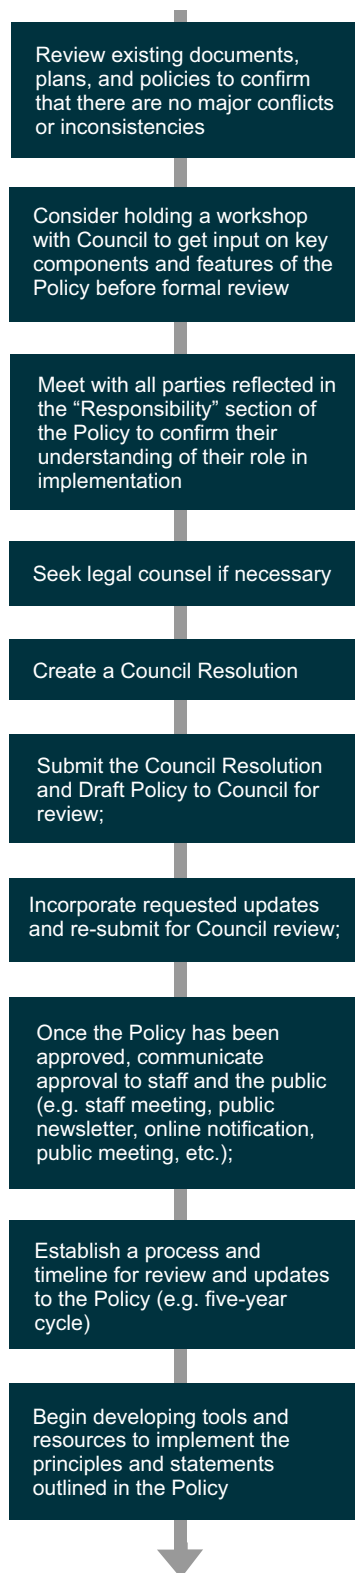 Review existing documents,
plans, and policies to confirm
that there are no major conflicts
or inconsistencies
Consider holding a workshop
with Council to get input on key
components and features of the
Policy before formal review
Meet with all parties reflected in
the “Responsibility” section of
the Policy to confirm their
understanding of their role in
implementation
Seek legal counsel if necessary
Create a Council Resolution
Submit the Council Resolution
and Draft Policy to Council for
review;
Incorporate requested updates
and re-submit for Council review;
Once the Policy has been
approved, communicate
approval to staff and the public
(e.g. staff meeting, public
newsletter, online notification,
public meeting, etc.);
Establish a process and
timeline for review and updates
to the Policy (e.g. five-year
cycle)
Begin developing tools and
resources to implement the
principles and statements
outlined in the Policy